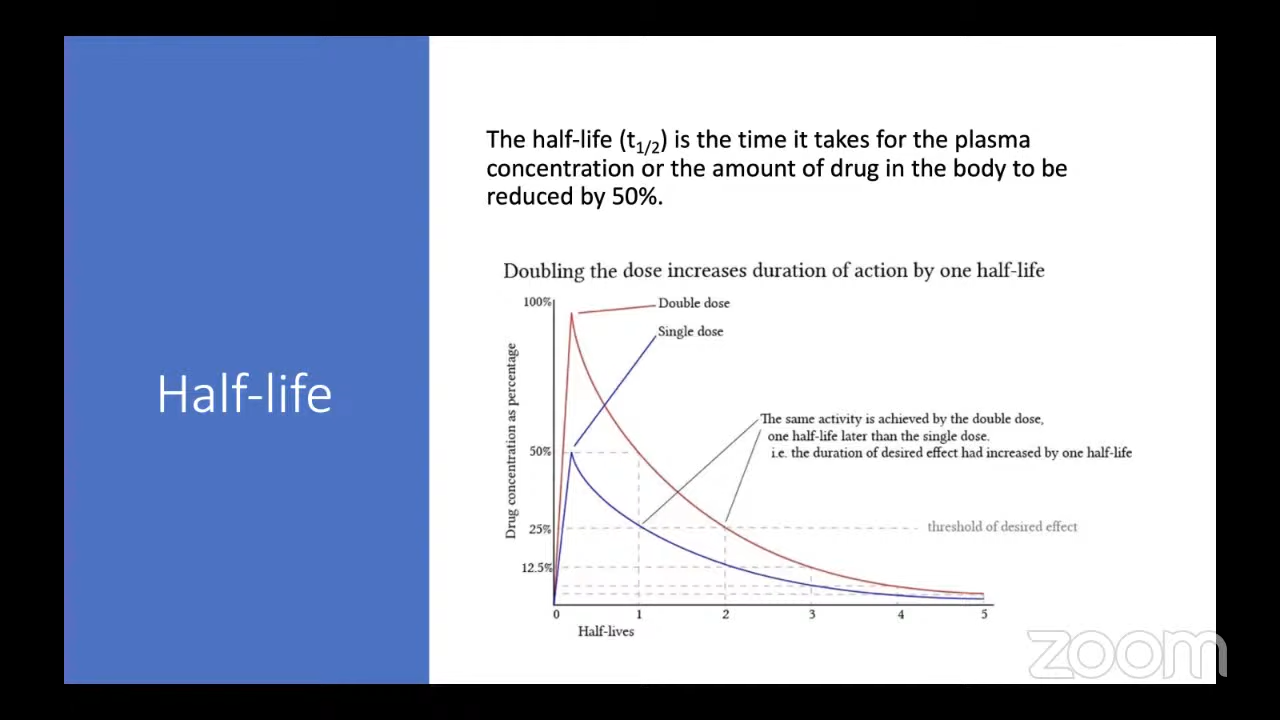 Half-life
The half-life (t1/2) is the time it takes for the plasma
concentration or the amount of drug in the body to be
reduced by 50%.
Doubling the dose increases duration of action by one half-life
100%
Double dose
Single dose
Drug concentration as percentage
The same activity is achieved by the double dose,
one half-life later than the single dose.
i.e. the duration of desired effect had increased by one half-life
50%
25%
threshold of desired effect
12.5%
0 1 2 3 4 5
Half-lives
zoom